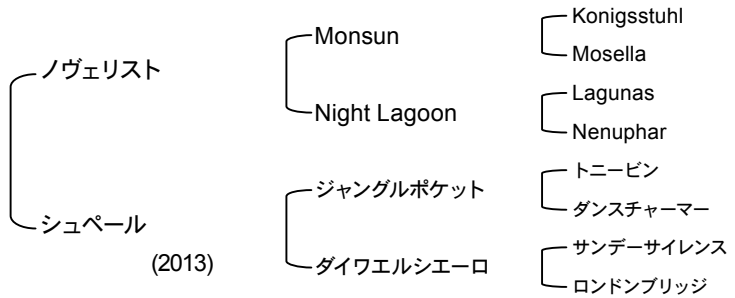 ノヴェリスト
シュペール
(2013)
Monsun
Night Lagoon
ジャングルポケット
ダイワエルシエーロ
Konigsstuhl
Mosella
Lagunas
Nenuphar
トニービン
ダンスチャーマー
サンデーサイレンス
ロンドンブリッジ